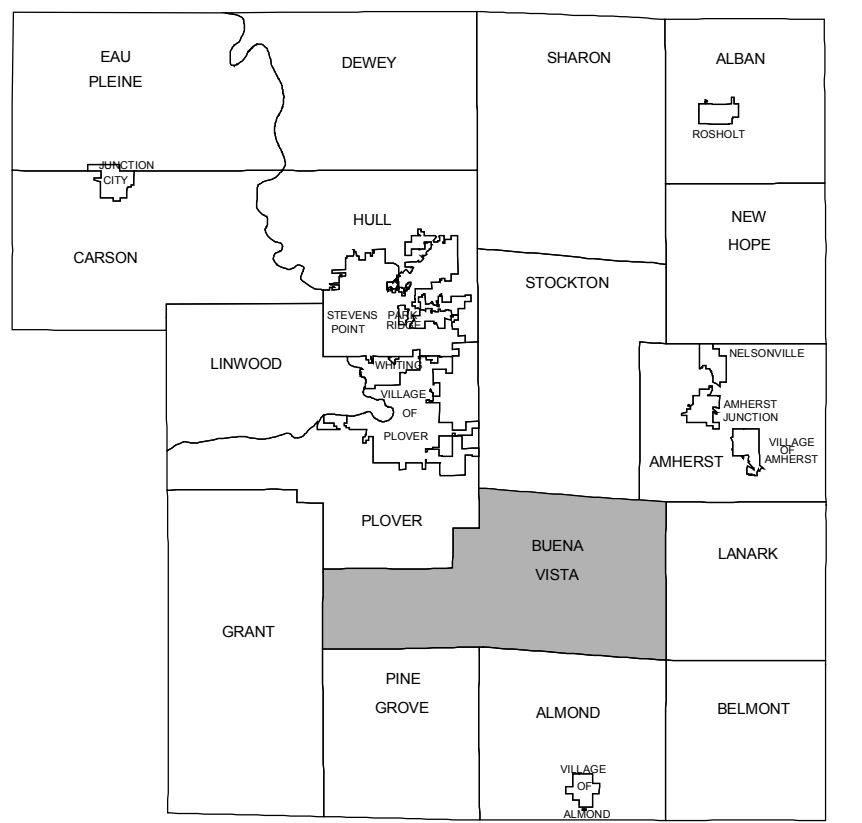 EAU
PLEINE
DEWEY
SHARON
ALBAN
ROSHOLT
JUNCTION
CITY
CARSON
HULL
NEW
HOPE
STOCKTON
STEVENS
POINT
PARK
RIDGE
LINWOOD
WHITING
VILLAGE
OF
PLOVER
NELSONVILLE
AMHERST
JUNCTION
VILLAGE
OF
AMHERST
AMHERST
PLOVER
BUENA
VISTA
LANARK
GRANT
PINE
GROVE
ALMOND
BELMONT
VILLAGE
OF
ALMOND